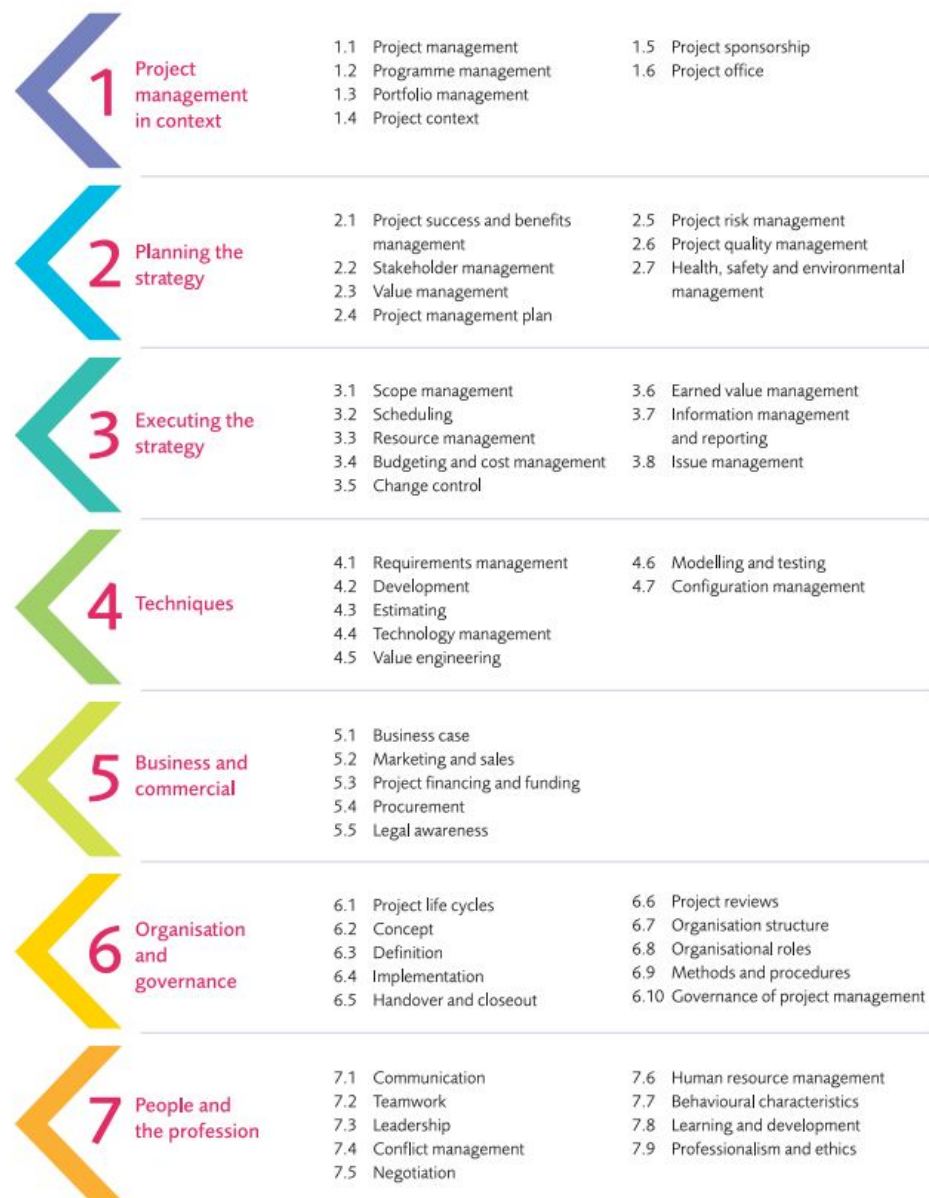 1
Project
management
in context
1.1 Project management
1.2 Programme management
1.3 Portfolio management
1.4 Project context
1.5 Project sponsorship
1.6 Project office
2
Planning the
strategy
2.1 Project success and benefits
management
2.2 Stakeholder management
2.3 Value management
2.4 Project management plan
2.5 Project risk management
2.6 Project quality management
2.7 Health, safety and environmental
management
3
Executing the
strategy
3.1 Scope management
3.2 Scheduling
3.3 Resource management
3.4 Budgeting and cost management
3.5 Change control
3.6 Earned value management
3.7 Information management
and reporting
3.8 Issue management
4
Techniques
4.1 Requirements management
4.2 Development
4.3 Estimating
4.4 Technology management
4.5 Value engineering
4.6 Modelling and testing
4.7 Configuration management
5
Business and
commercial
5.1 Business case
5.2 Marketing and sales
5.3 Project financing and funding
5.4 Procurement
5.5 Legal awareness
6
Organisation
and
governance
6.1 Project life cycles
6.2 Concept
6.3 Definition
6.4 Implementation
6.5 Handover and closeout
6.6 Project reviews
6.7 Organisation structure
6.8 Organisational roles
6.9 Methods and procedures
6.10 Governance of project management
7
People and
the profession
7.1 Communication
7.2 Teamwork
7.3 Leadership
7.4 Conflict management
7.5 Negotiation
7.6 Human resource management
7.7 Behavioural characteristics
7.8 Learning and development
7.9 Professionalism and ethics